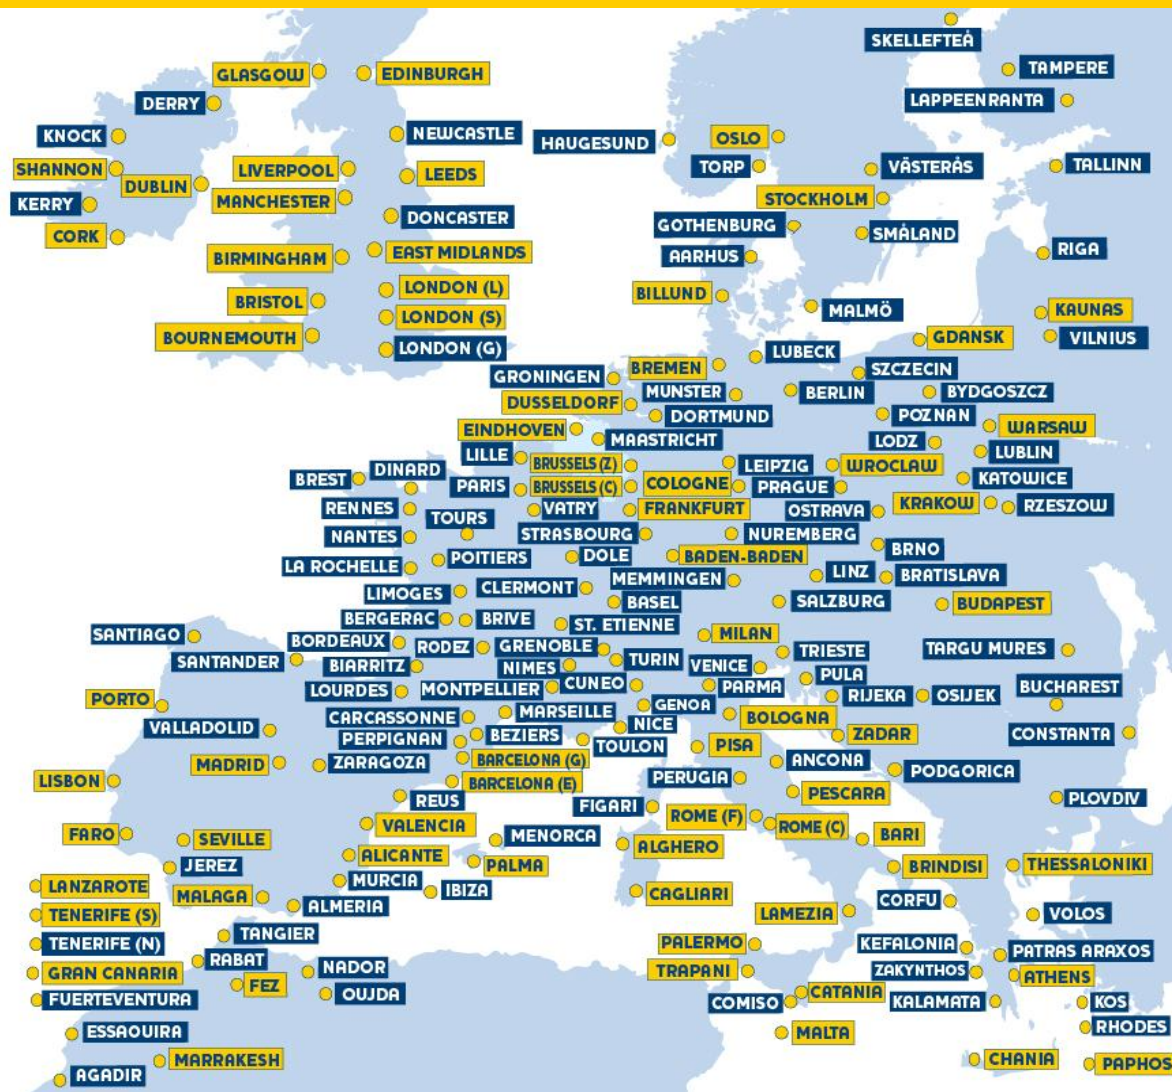 SKELLEFTEÅ
GLASGOW
EDINBURGH
TAMPERE
DERRY
LAPPEENRANTA
KNOCK
NEWCASTLE
HAUGESUND
OSLO
SHANNON
LIVERPOOL
LEEDS
TORP
VÄSTERÅS
TALLINN
DUBLIN
MANCHESTER
STOCKHOLM
KERRY
DONCASTER
GOTHENBURG
SMÅLAND
CORK
EAST MIDLANDS
AARHUS
RIGA
BIRMINGHAM
LONDON (L)
BILLUND
BRISTOL
LONDON (S)
MALMÖ
KAUNAS
BOURNEMOUTH
LONDON (G)
GDANSK
VILNIUS
LUBECK
BREMEN
SZCZECIN
GRONINGEN
MUNSTER
BERLIN
BYDGOSZCZ
DUSSELDORF
DORTMUND
POZNAN
WARSAW
EINDHOVEN
MAASTRICHT
LODZ
LUBLIN
LILLE
BRUSSELS (Z)
LEIPZIG
WROCLAW
DINARD
BREST
PARIS
BRUSSELS (C)
COLOGNE
PRAGUE
KATOWICE
RENNES
TOURS
VATRY
FRANKFURT
OSTRAVA
KRAKOW
RZESZOW
NANTES
STRASBOURG
NUREMBERG
BRNO
LA ROCHELLE
POITIERS
DOLE
BADEN-BADEN
LIMOGES
CLERMONT
MEMMINGEN
LINZ
BRATISLAVA
BASEL
SALZBURG
BUDAPEST
BERGERAC
BRIVE
ST. ETIENNE
SANTIAGO
BORDEAUX
RODEZ
GRENOBLE
MILAN
TRIESTE
TARGU MURES
SANTANDER
BIARRITZ
NIMES
TURIN
VENICE
PULA
LOURDES
MONTPELLIER
CUNEO
PARMA
RIJEKA
OSIJEK
BUCHAREST
PORTO
GENOA
VALLADOLID
CARCASSONNE
MARSEILLE
NICE
BOLOGNA
PERPIGNAN
BEZIERS
TOULON
PISA
ZADAR
CONSTANTA
MADRID
ZARAGOZA
BARCELONA (G)
ANCONA
LISBON
BARCELONA (E)
PERUGIA
PODGORICA
REUS
FIGARI
PESCARA
PLOVDIV
FARO
SEVILLE
VALENCIA
MENORCA
ROME (F)
ROME (C)
BARI
JEREZ
ALICANTE
PALMA
ALGHERO
BRINDISI
THESSALONIKI
LANZAROTE
MALAGA
MURCIA
IBIZA
CAGLIARI
CORFU
TENERIFE (S)
ALMERIA
LAMEZIA
VOLOS
TENERIFE (N)
TANGIER
PALERMO
KEFALONIA
PATRAS ARAXOS
GRAN CANARIA
RABAT
NADOR
TRAPANI
ZAKYNTHOS
ATHENS
FEZ
FUERTEVENTURA
OUJDA
COMISO
CATANIA
KALAMATA
KOS
ESSAOUIRA
MALTA
RHODES
MARRAKESH
CHANIA
PAPHOS
AGADIR